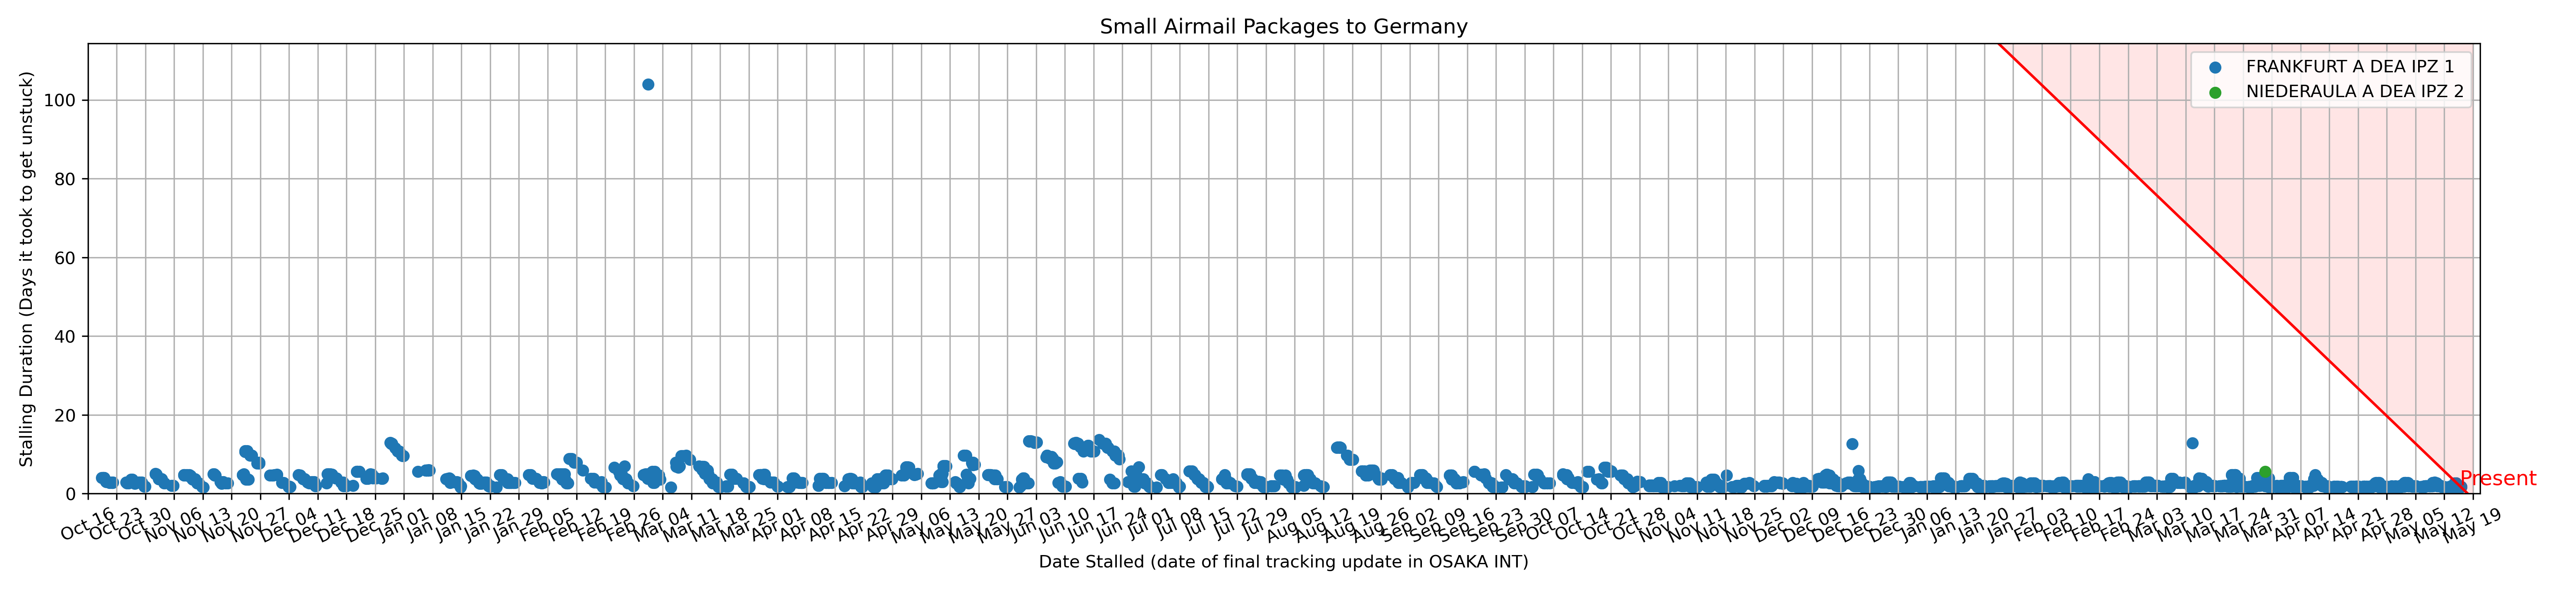 Small Airmail Packages to Germany
Stalling Duration (Days it took to get unstuck)
100
80
60
40
20
0
FRANKFURT A DEA IPZ 1
NIEDERAULA A DEA IPZ 2
Present
Oct 16
Oct 23
Oct 30
Nov 06
Nov 13
Nov 20
Nov 27
Dec 04
Dec 11
Dec 18
Dec 25
Jan 01
Jan 08
Jan 15
Jan 22
Jan 29
Feb 05
Feb 12
Feb 19
Feb 26
Mar 04
Mar 11
Mar 18
Mar 25
Apr 01
Apr 08
Apr 15
Apr 22
Apr 29
May 06
May 13
May 20
May 27
Jun 03
Jun 10
Jun 17
Jun 24
Jul 01
Jul 08
Jul 15
Jul 22
Jul 29
Aug 05
Aug 12
Aug 19
Aug 26
Sep 02
Sep 09
Sep 16
Sep 23
Sep 30
Oct 07
Oct 14
Oct 21
Oct 28
Nov 04
Nov 11
Nov 18
Nov 25
Dec 02
Dec 09
Dec 16
Dec 23
Dec 30
Jan 06
Jan 13
Jan 20
Jan 27
Feb 03
Feb 10
Feb 17
Feb 24
Mar 03
Mar 10
Mar 17
Mar 24
Mar 31
Apr 07
Apr 14
Apr 21
Apr 28
May 05
May 12
May 19
Date Stalled (date of final tracking update in OSAKA INT)